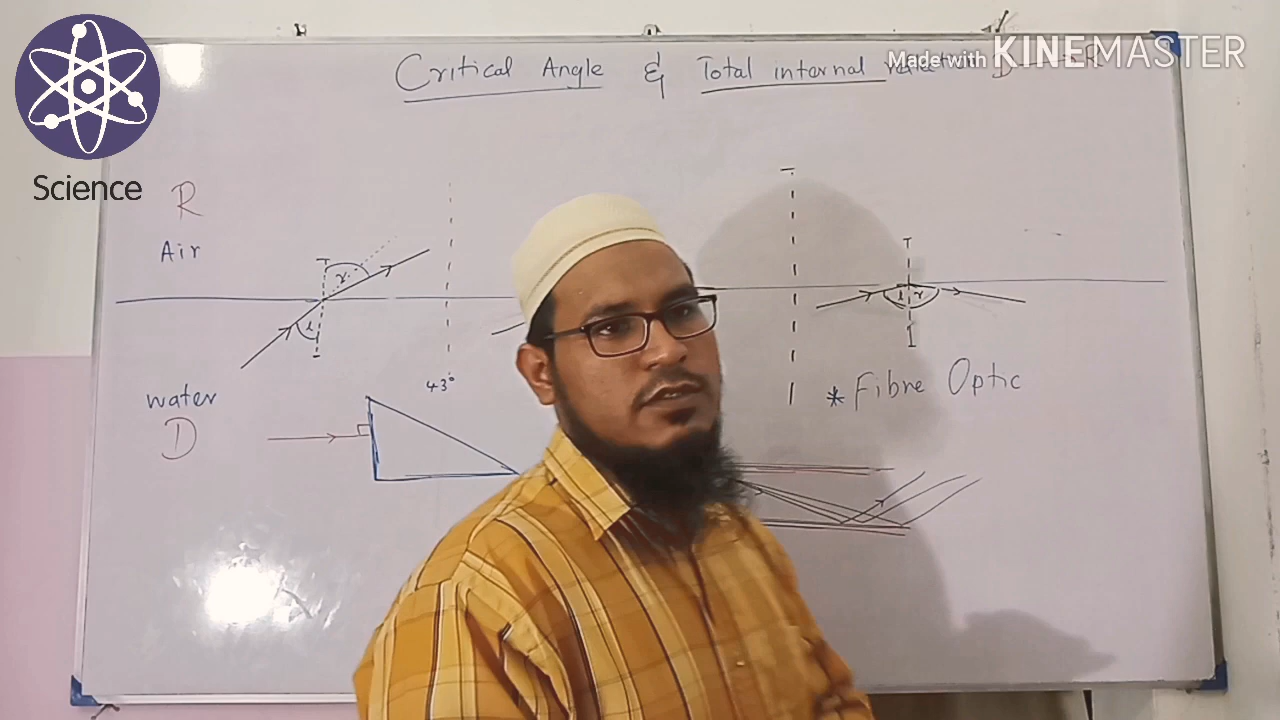 Critical Angle & Total internal
Made with KINEMASTER
Science
R
Air
r
i
43°
water
D
i r
* Fibre Optic